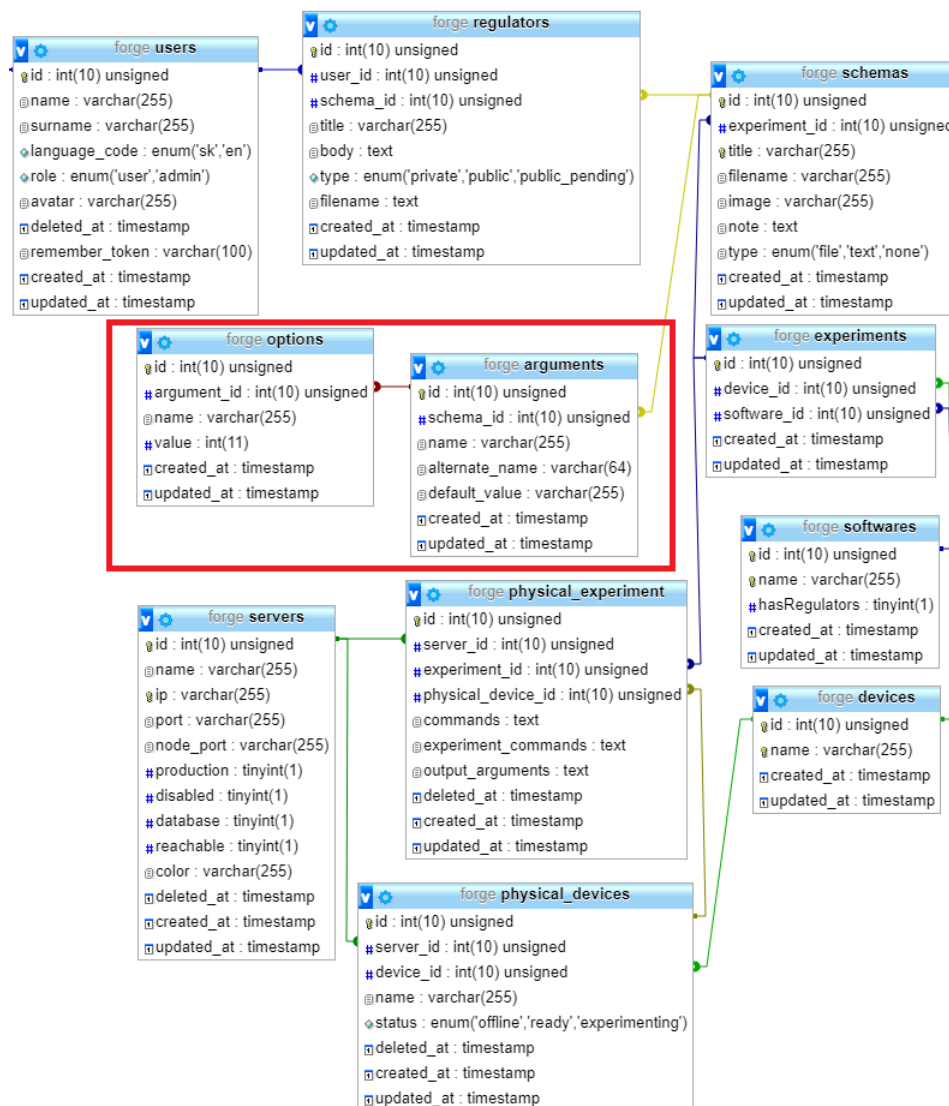 forge users
id : int(10) unsigned
name : varchar(255)
surname : varchar(255)
language_code : enum('sk','en')
role : enum('user','admin')
avatar : varchar(255)
deleted_at : timestamp
remember_token : varchar(100)
created_at : timestamp
updated_at : timestamp
forge regulators
id : int(10) unsigned
user_id : int(10) unsigned
schema_id : int(10) unsigned
title : varchar(255)
body : text
type : enum('private','public','public_pending')
filename : text
created_at : timestamp
updated_at : timestamp
forge schemas
id : int(10) unsigned
experiment_id : int(10) unsigned
title : varchar(255)
filename : varchar(255)
image : varchar(255)
note : text
type : enum('file','text','none')
created_at : timestamp
updated_at : timestamp
forge options
id : int(10) unsigned
argument_id : int(10) unsigned
name : varchar(255)
value : int(11)
created_at : timestamp
updated_at : timestamp
forge arguments
id : int(10) unsigned
schema_id : int(10) unsigned
name : varchar(255)
alternate_name : varchar(64)
default_value : varchar(255)
created_at : timestamp
updated_at : timestamp
forge experiments
id : int(10) unsigned
device_id : int(10) unsigned
software_id : int(10) unsigned
created_at : timestamp
updated_at : timestamp
forge softwares
id : int(10) unsigned
name : varchar(255)
hasRegulators : tinyint(1)
created_at : timestamp
updated_at : timestamp
forge servers
id : int(10) unsigned
name : varchar(255)
ip : varchar(255)
port : varchar(255)
node_port : varchar(255)
production : tinyint(1)
disabled : tinyint(1)
database : tinyint(1)
reachable : tinyint(1)
color : varchar(255)
deleted_at : timestamp
created_at : timestamp
updated_at : timestamp
forge physical_experiment
id : int(10) unsigned
server_id : int(10) unsigned
experiment_id : int(10) unsigned
physical_device_id : int(10) unsigned
commands : text
experiment_commands : text
output_arguments : text
deleted_at : timestamp
created_at : timestamp
updated_at : timestamp
forge devices
id : int(10) unsigned
name : varchar(255)
created_at : timestamp
updated_at : timestamp
forge physical_devices
id : int(10) unsigned
server_id : int(10) unsigned
device_id : int(10) unsigned
name : varchar(255)
status : enum('offline','ready','experimenting')
deleted_at : timestamp
created_at : timestamp
updated_at : timestamp